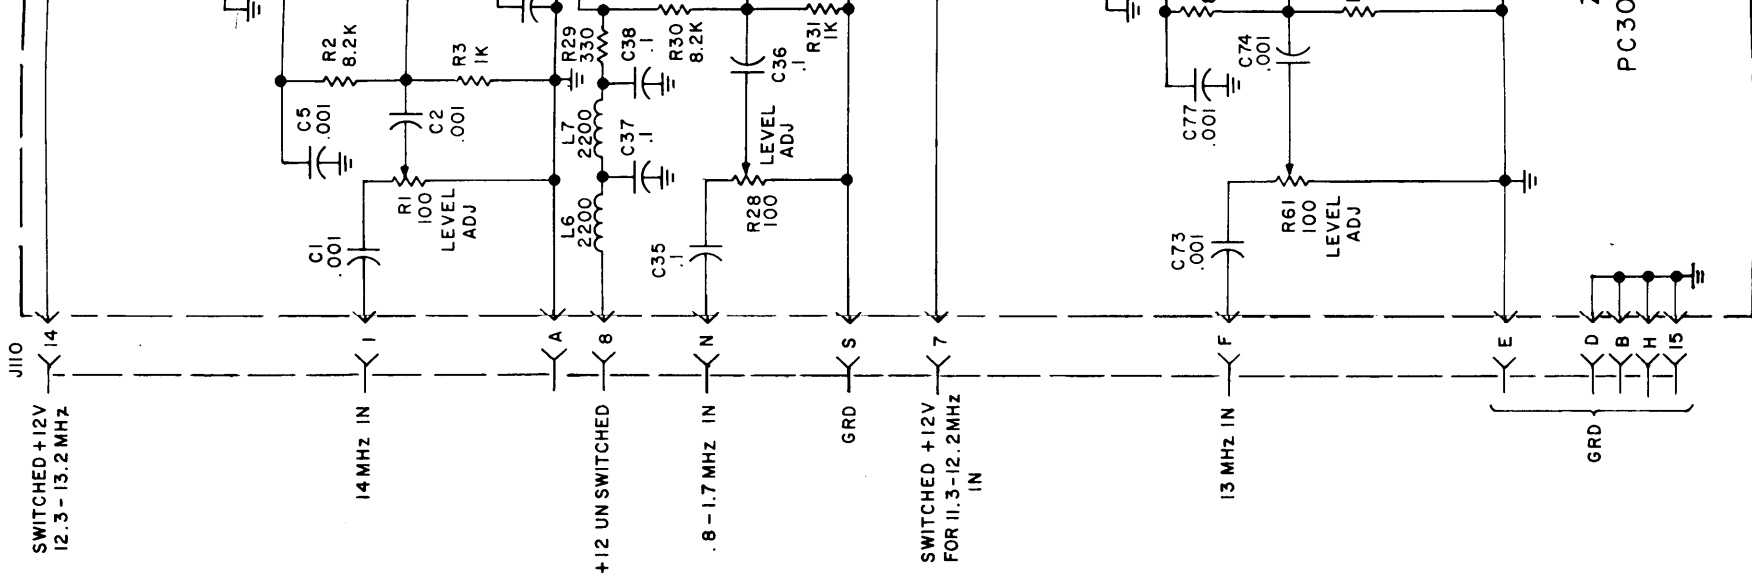 R2
8.2K
R3
1K
R29
330
C38
.1
R30
8.2K
R31
1K
C36
.1
C74
.001
PC30
C5
.001
C2
.001
L7
2200
C37
.1
LEVEL
ADJ
C77
.001
R1
100
LEVEL
ADJ
L6
2200
R28
100
R61
100
LEVEL
ADJ
C1
.001
C35
.1
C73
.001
J110
14
1
A
8
N
S
7
F
E
D
B
H
15
SWITCHED +12V
12.3-13.2 MHz
14 MHz IN
+12 UNSWITCHED
.8-1.7 MHz IN
GRD
SWITCHED +12V
FOR 11.3-12.2MHz
IN
13 MHz IN
GRD